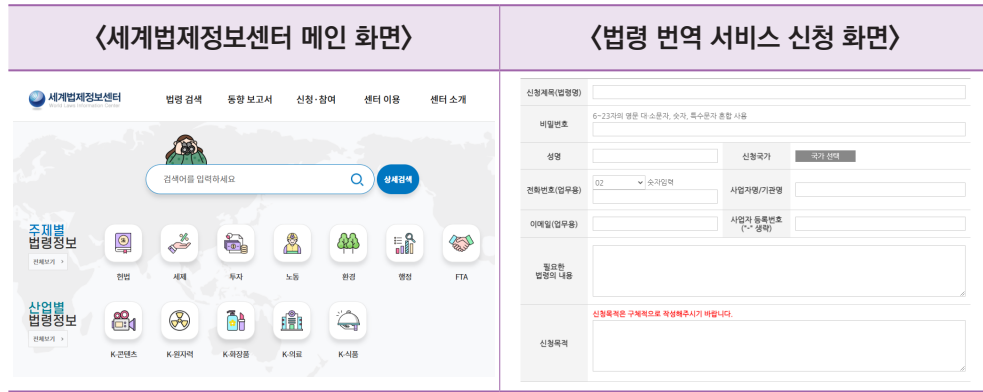 〈세계법제정보센터 메인 화면〉
〈법령 번역 서비스 신청 화면〉
세계법제정보센터
World Laws Information Center
법령 검색 동향 보고서 신청·참여 센터 이용 센터 소개
검색어를 입력하세요
상세검색
주제별
법령정보
전체보기 >
헌법 세제 투자 노동 환경 행정 FTA
산업별
법령정보
전체보기 >
K-콘텐츠 K-원자력 K-화장품 K-의료 K-식품
신청제목(법령명)
비밀번호
6~23자의 영문 대·소문자, 숫자, 특수문자 혼합 사용
성명
신청국가
국가 선택
전화번호(업무용)
02
숫자입력
사업자명/기관명
이메일(업무용)
사업자 등록번호
("-" 생략)
필요한
법령의 내용
신청목적
신청목적은 구체적으로 작성해주시기 바랍니다.